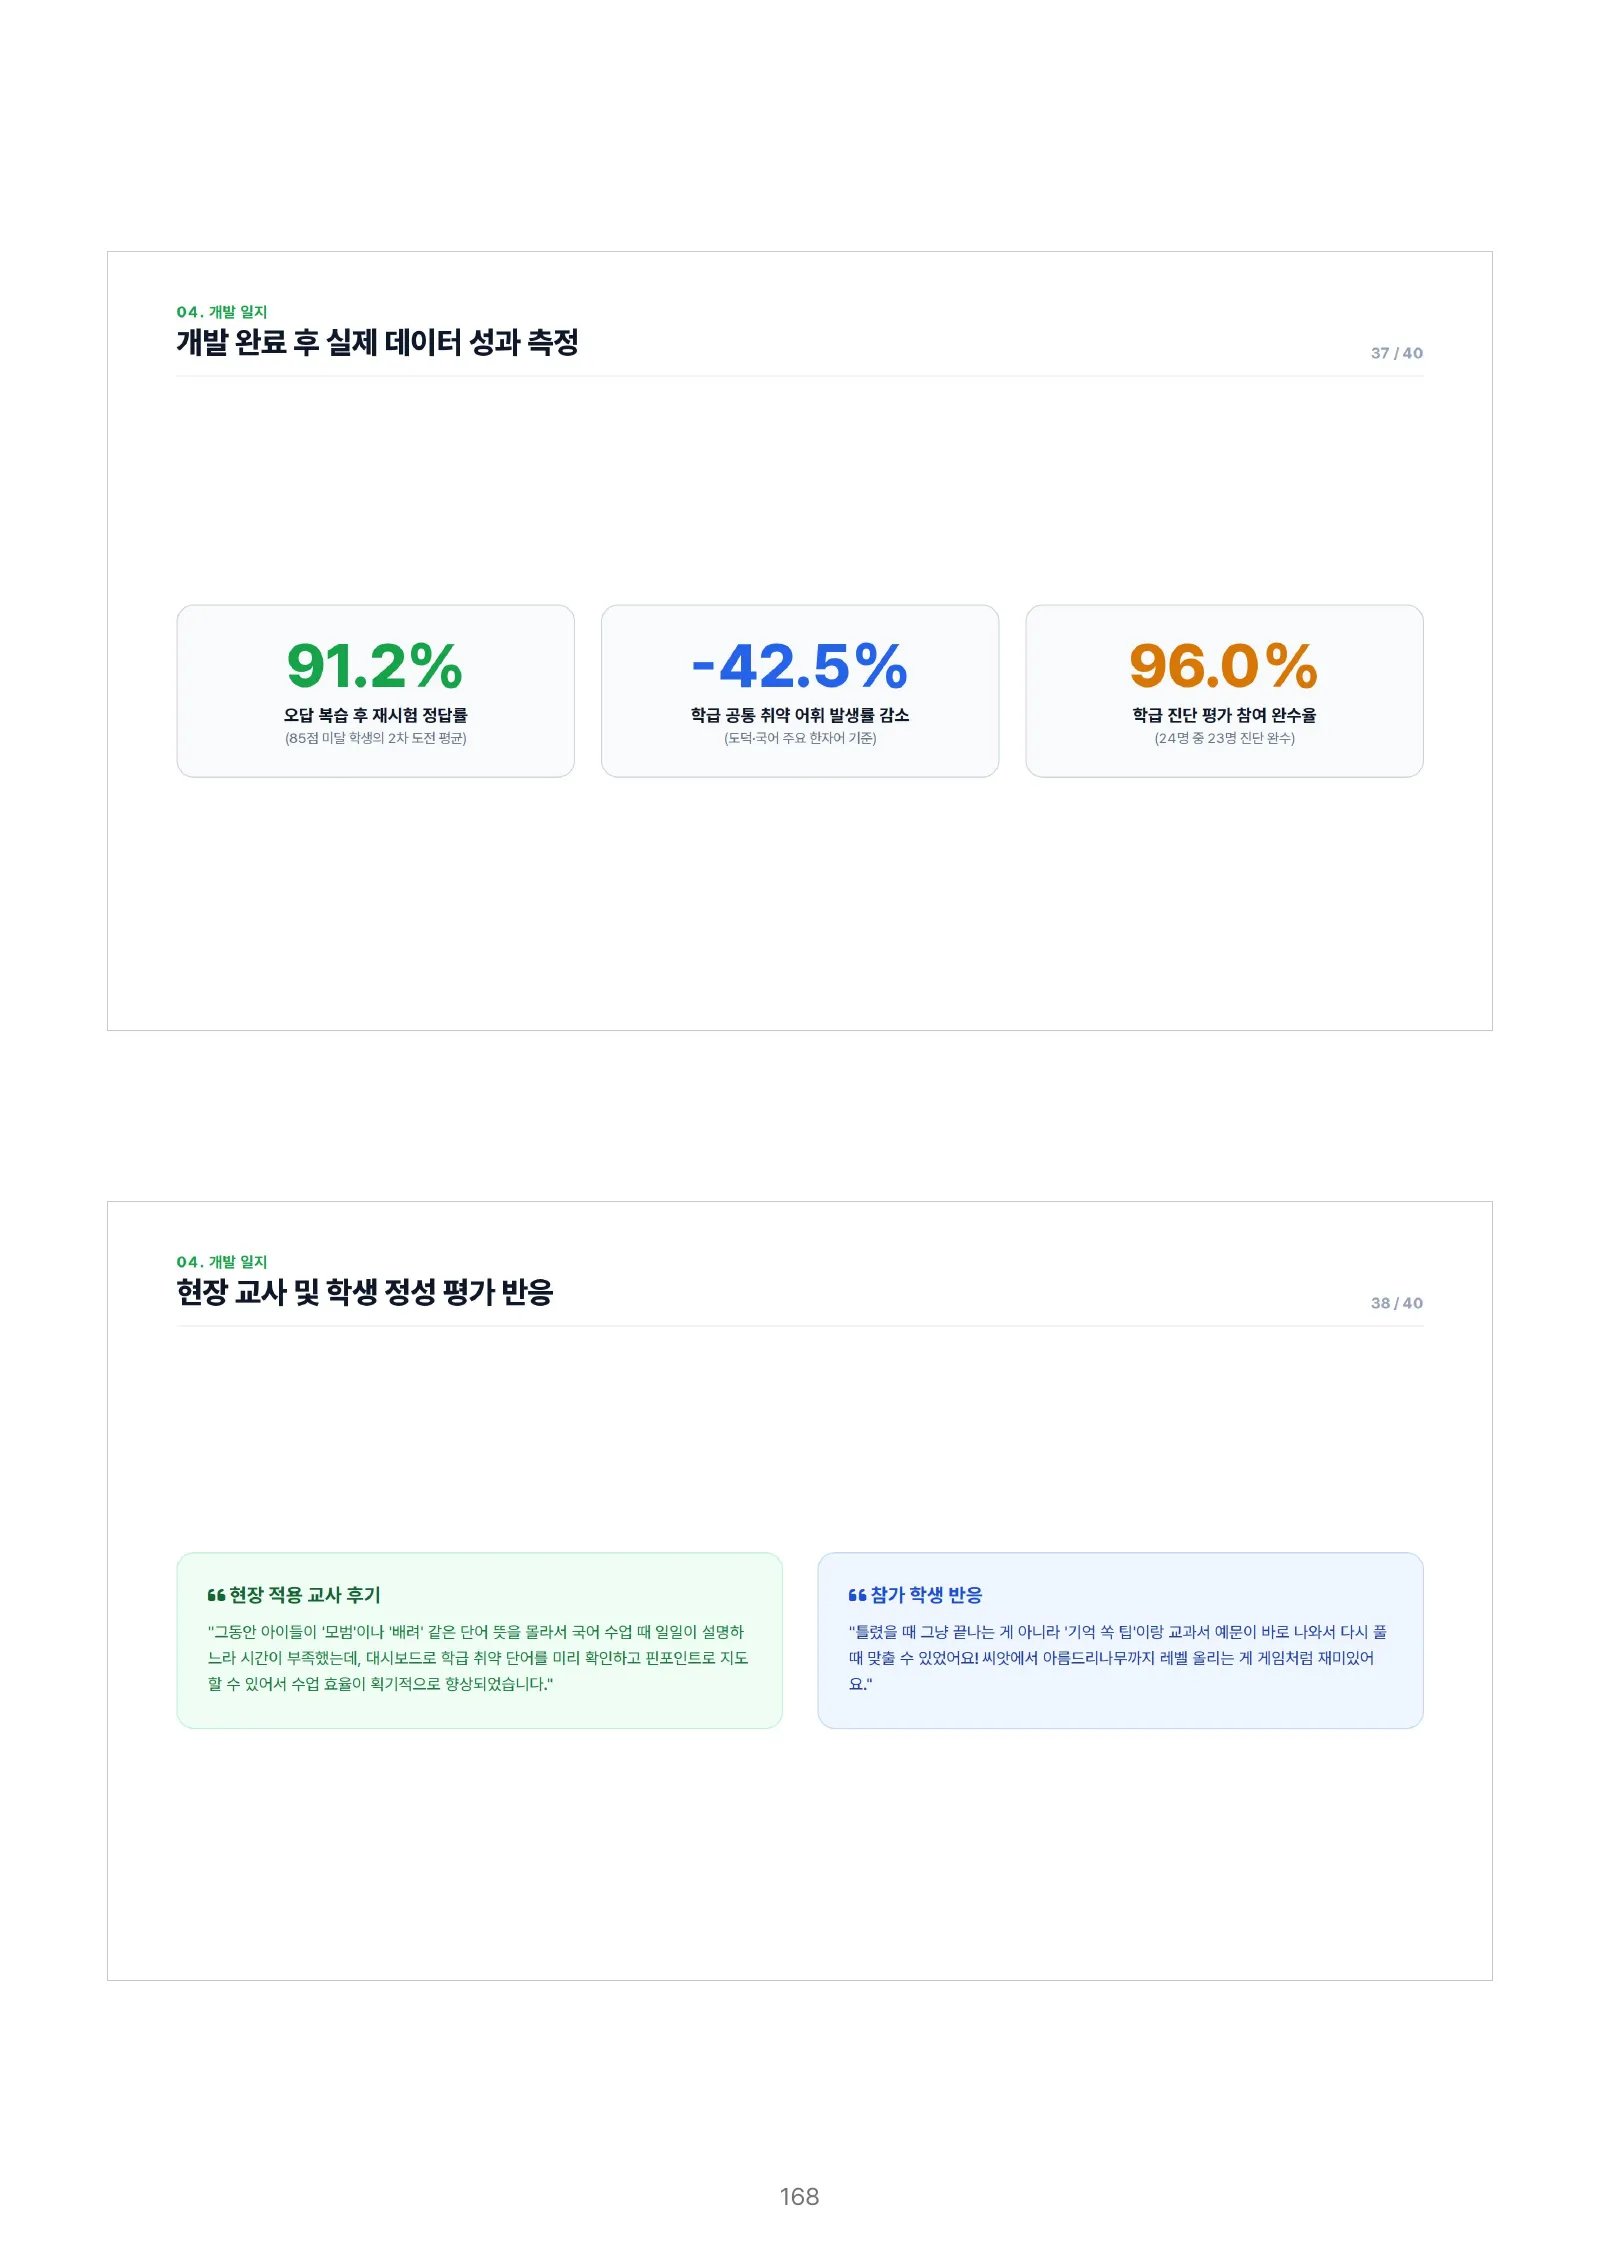 04. 개발 일지
개발 완료 후 실제 데이터 성과 측정
37 / 40
91.2%
오답 복습 후 재시험 정답률
(85점 미달 학생의 2차 도전 평균)
-42.5%
학급 공통 취약 어휘 발생률 감소
(도덕·국어 주요 한자어 기준)
96.0%
학급 진단 평가 참여 완수율
(24명 중 23명 진단 완수)
04. 개발 일지
현장 교사 및 학생 정성 평가 반응
38 / 40
❝ 현장 적용 교사 후기
"그동안 아이들이 '모범'이나 '배려' 같은 단어 뜻을 몰라서 국어 수업 때 일일이 설명하
느라 시간이 부족했는데, 대시보드로 학급 취약 단어를 미리 확인하고 핀포인트로 지도
할 수 있어서 수업 효율이 획기적으로 향상되었습니다."
❝ 참가 학생 반응
"틀렸을 때 그냥 끝나는 게 아니라 '기억 쏙 팁'이랑 교과서 예문이 바로 나와서 다시 풀
때 맞출 수 있었어요! 씨앗에서 아름드리나무까지 레벨 올리는 게 게임처럼 재미있어
요."
168